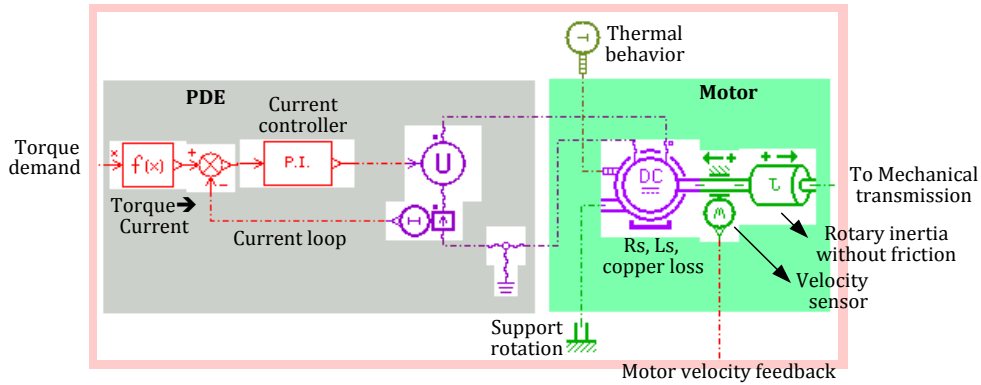 Thermal
behavior
PDE
Motor
Current
controller
Torque
demand
x
f(x)
+
-
P.I.
U
DC
+
+
To Mechanical
transmission
Torque➔
Current
Current loop
Rs, Ls,
copper loss
Rotary inertia
without friction
Velocity
sensor
Support
rotation
Motor velocity feedback